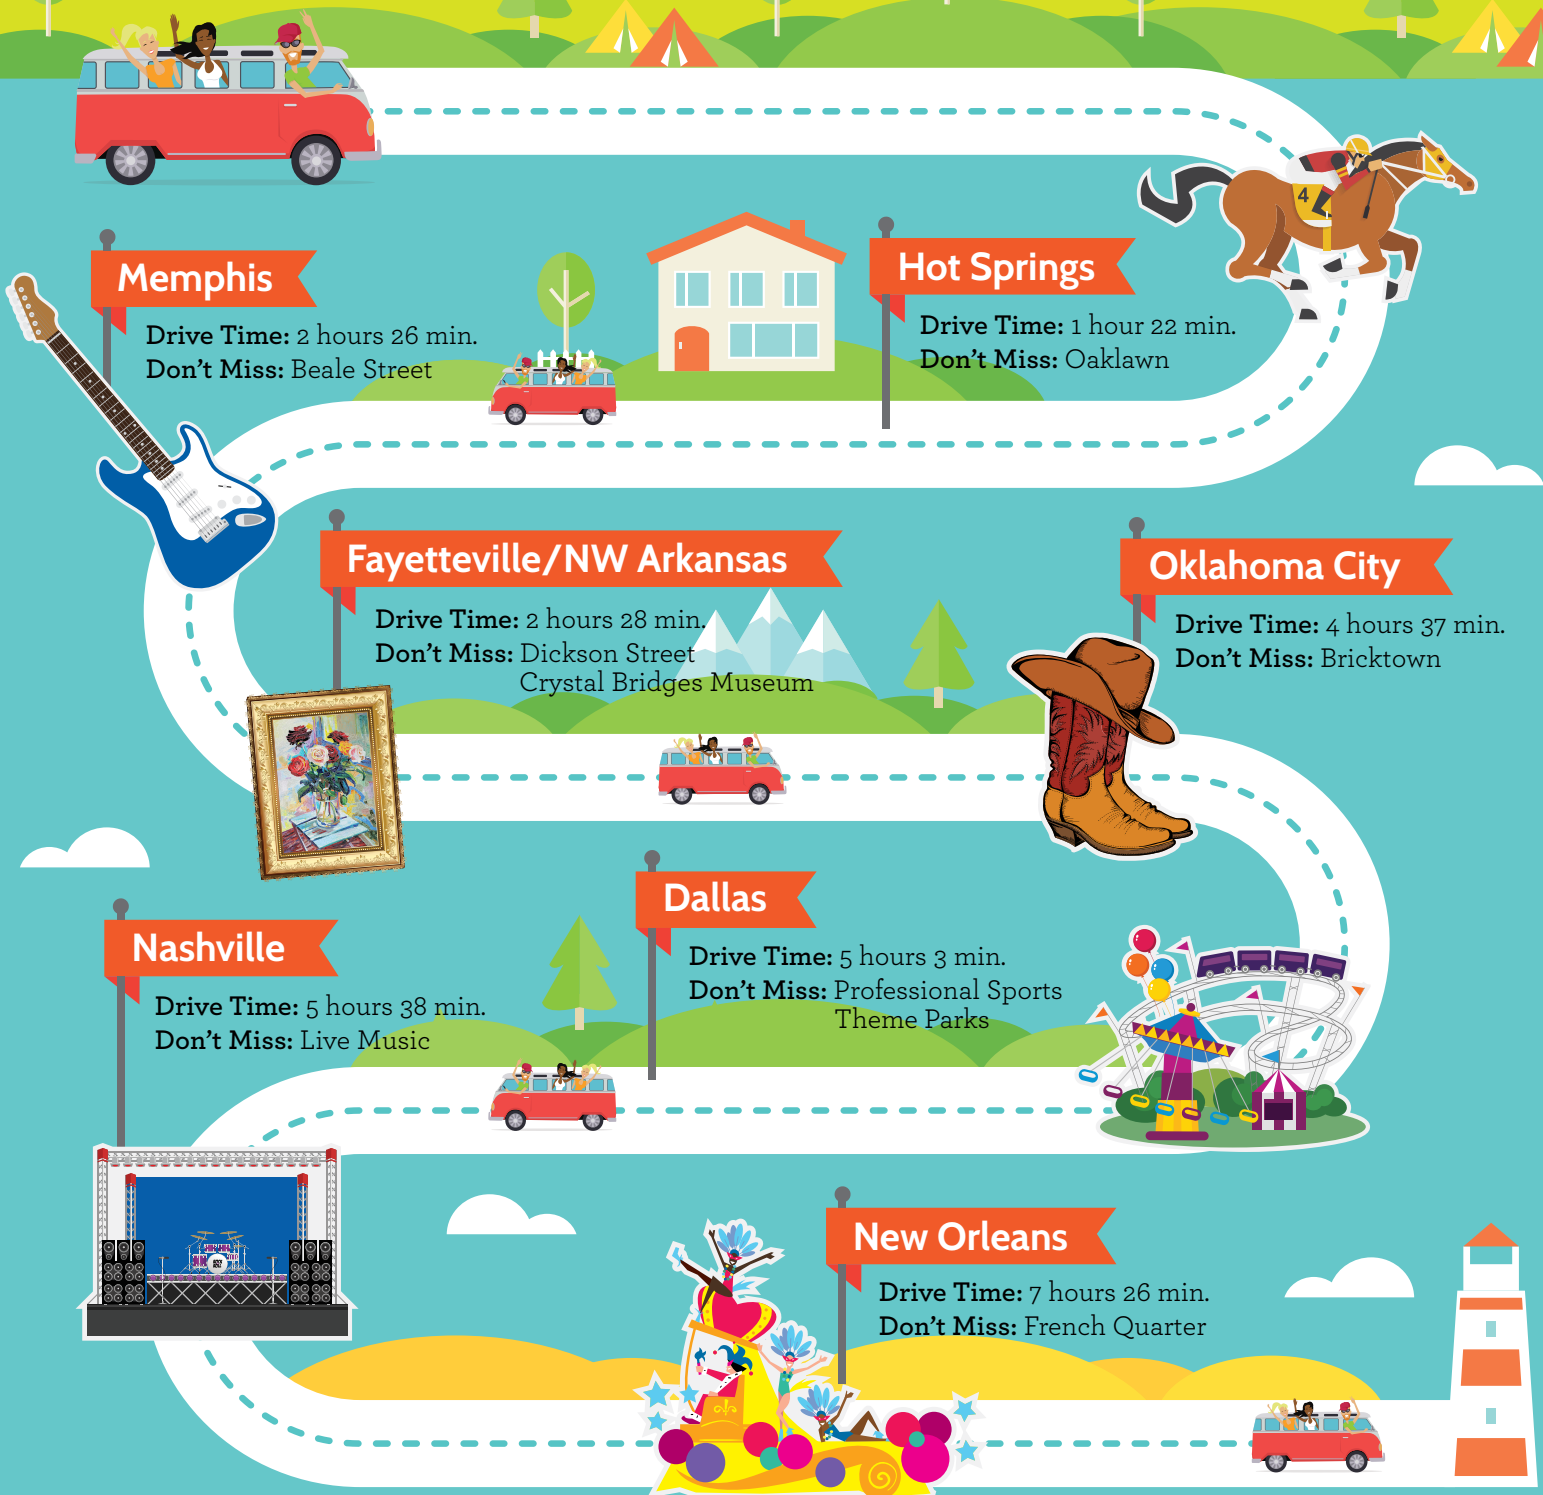 4
Hot Springs
Drive Time: 1 hour 22 min.
Don't Miss: Oaklawn
Memphis
Drive Time: 2 hours 26 min.
Don't Miss: Beale Street
Fayetteville/NW Arkansas
Drive Time: 2 hours 28 min.
Don't Miss: Dickson Street
Crystal Bridges Museum
Oklahoma City
Drive Time: 4 hours 37 min.
Don't Miss: Bricktown
Dallas
Drive Time: 5 hours 3 min.
Don't Miss: Professional Sports
Theme Parks
Nashville
Drive Time: 5 hours 38 min.
Don't Miss: Live Music
New Orleans
Drive Time: 7 hours 26 min.
Don't Miss: French Quarter